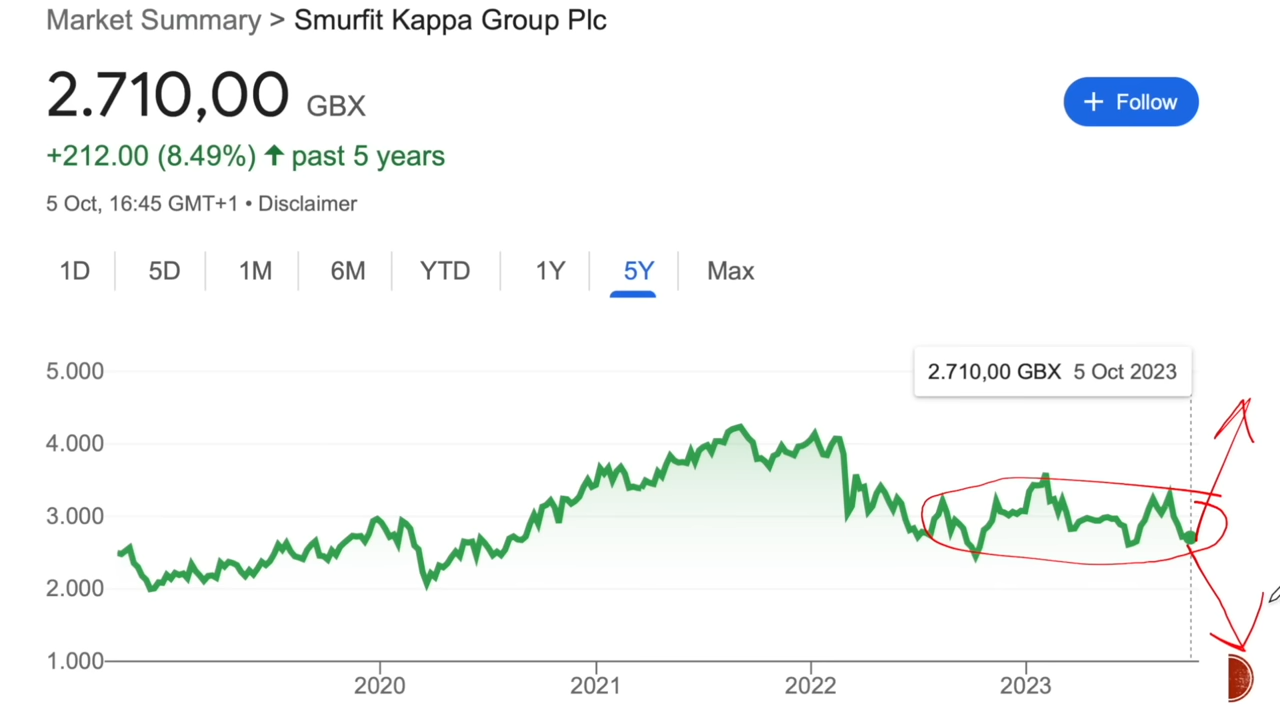 Market Summary > Smurfit Kappa Group Plc
2.710,00 GBX
+ Follow
+212.00 (8.49%) ↑ past 5 years
5 Oct, 16:45 GMT+1 • Disclaimer
1D 5D 1M 6M YTD 1Y 5Y Max
2.710,00 GBX 5 Oct 2023
5.000
4.000
3.000
2.000
1.000
2020 2021 2022 2023